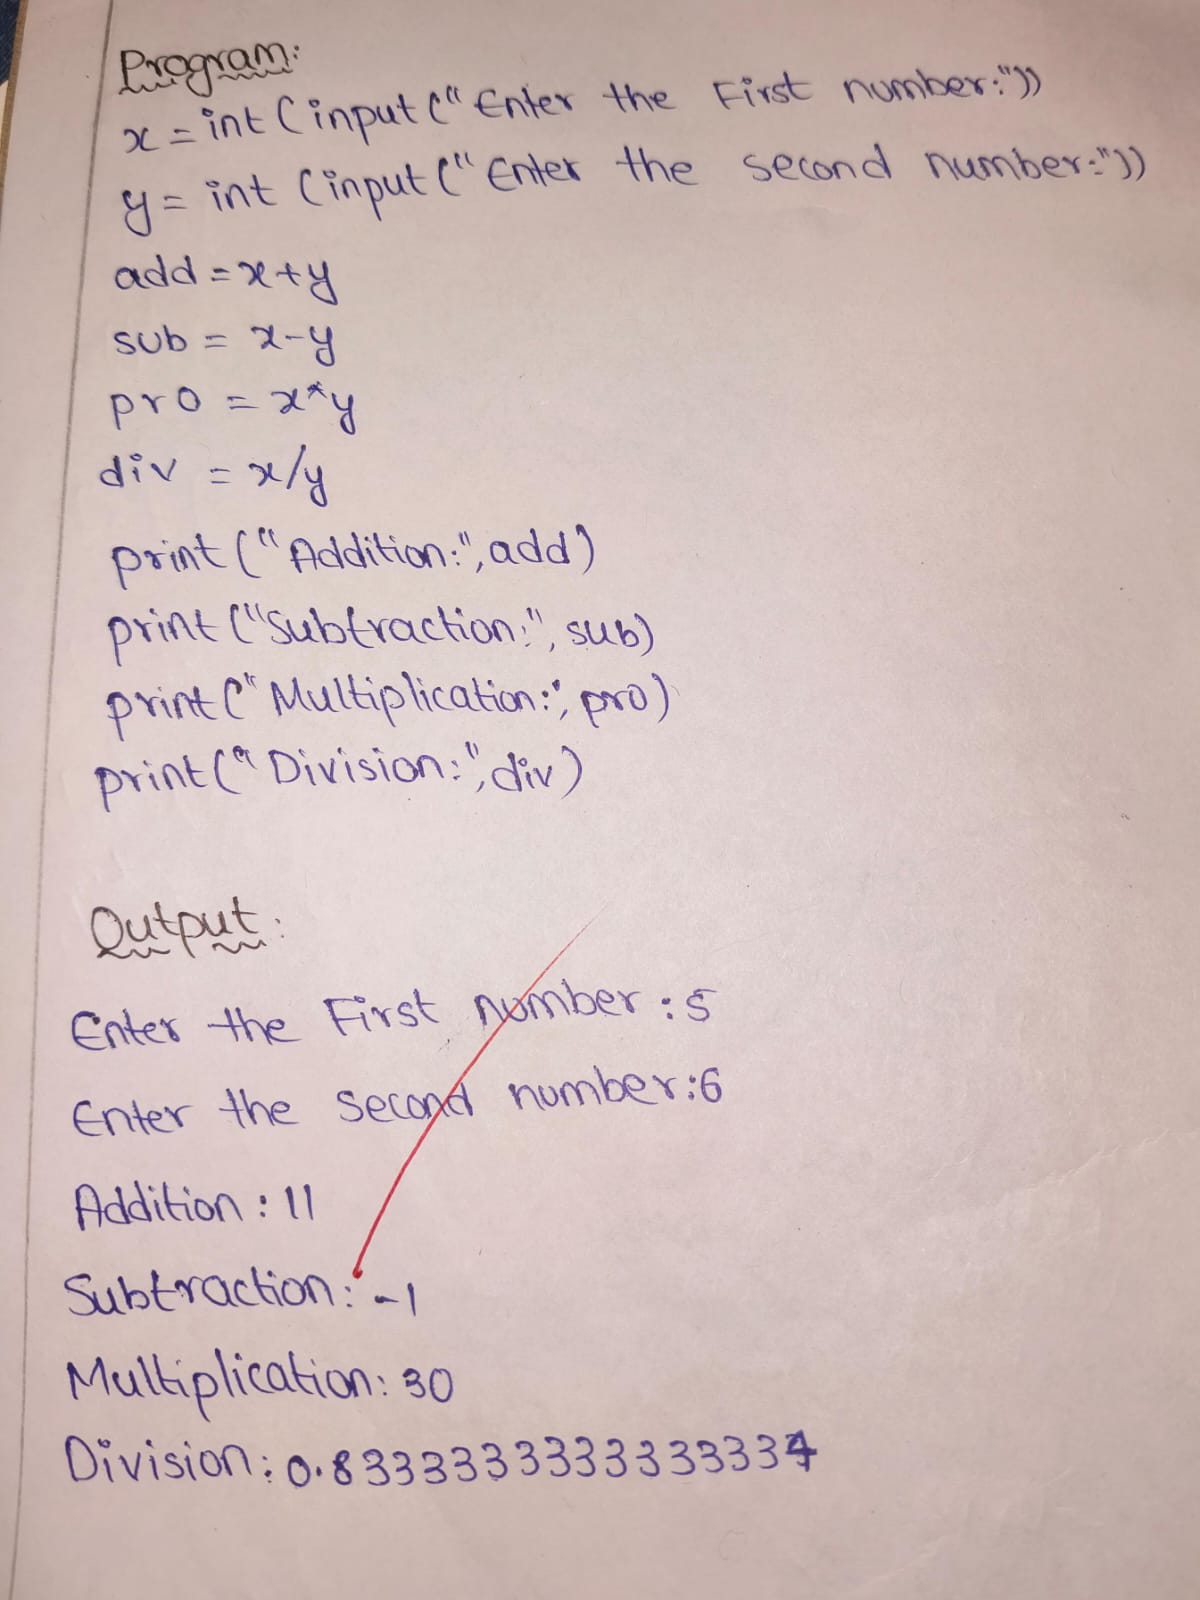 Program:
x = int (input ("Enter the First number:"))
y = int (input ("Enter the second number:"))
add = x+y
sub = x-y
pro = x*y
div = x/y
print ("Addition:", add)
print ("Subtraction:", sub)
print ("Multiplication:", pro)
print ("Division:", div)
Output:
Enter the First number : 5
Enter the second number : 6
Addition : 11
Subtraction: -1
Multiplication: 30
Division: 0.8333333333333334